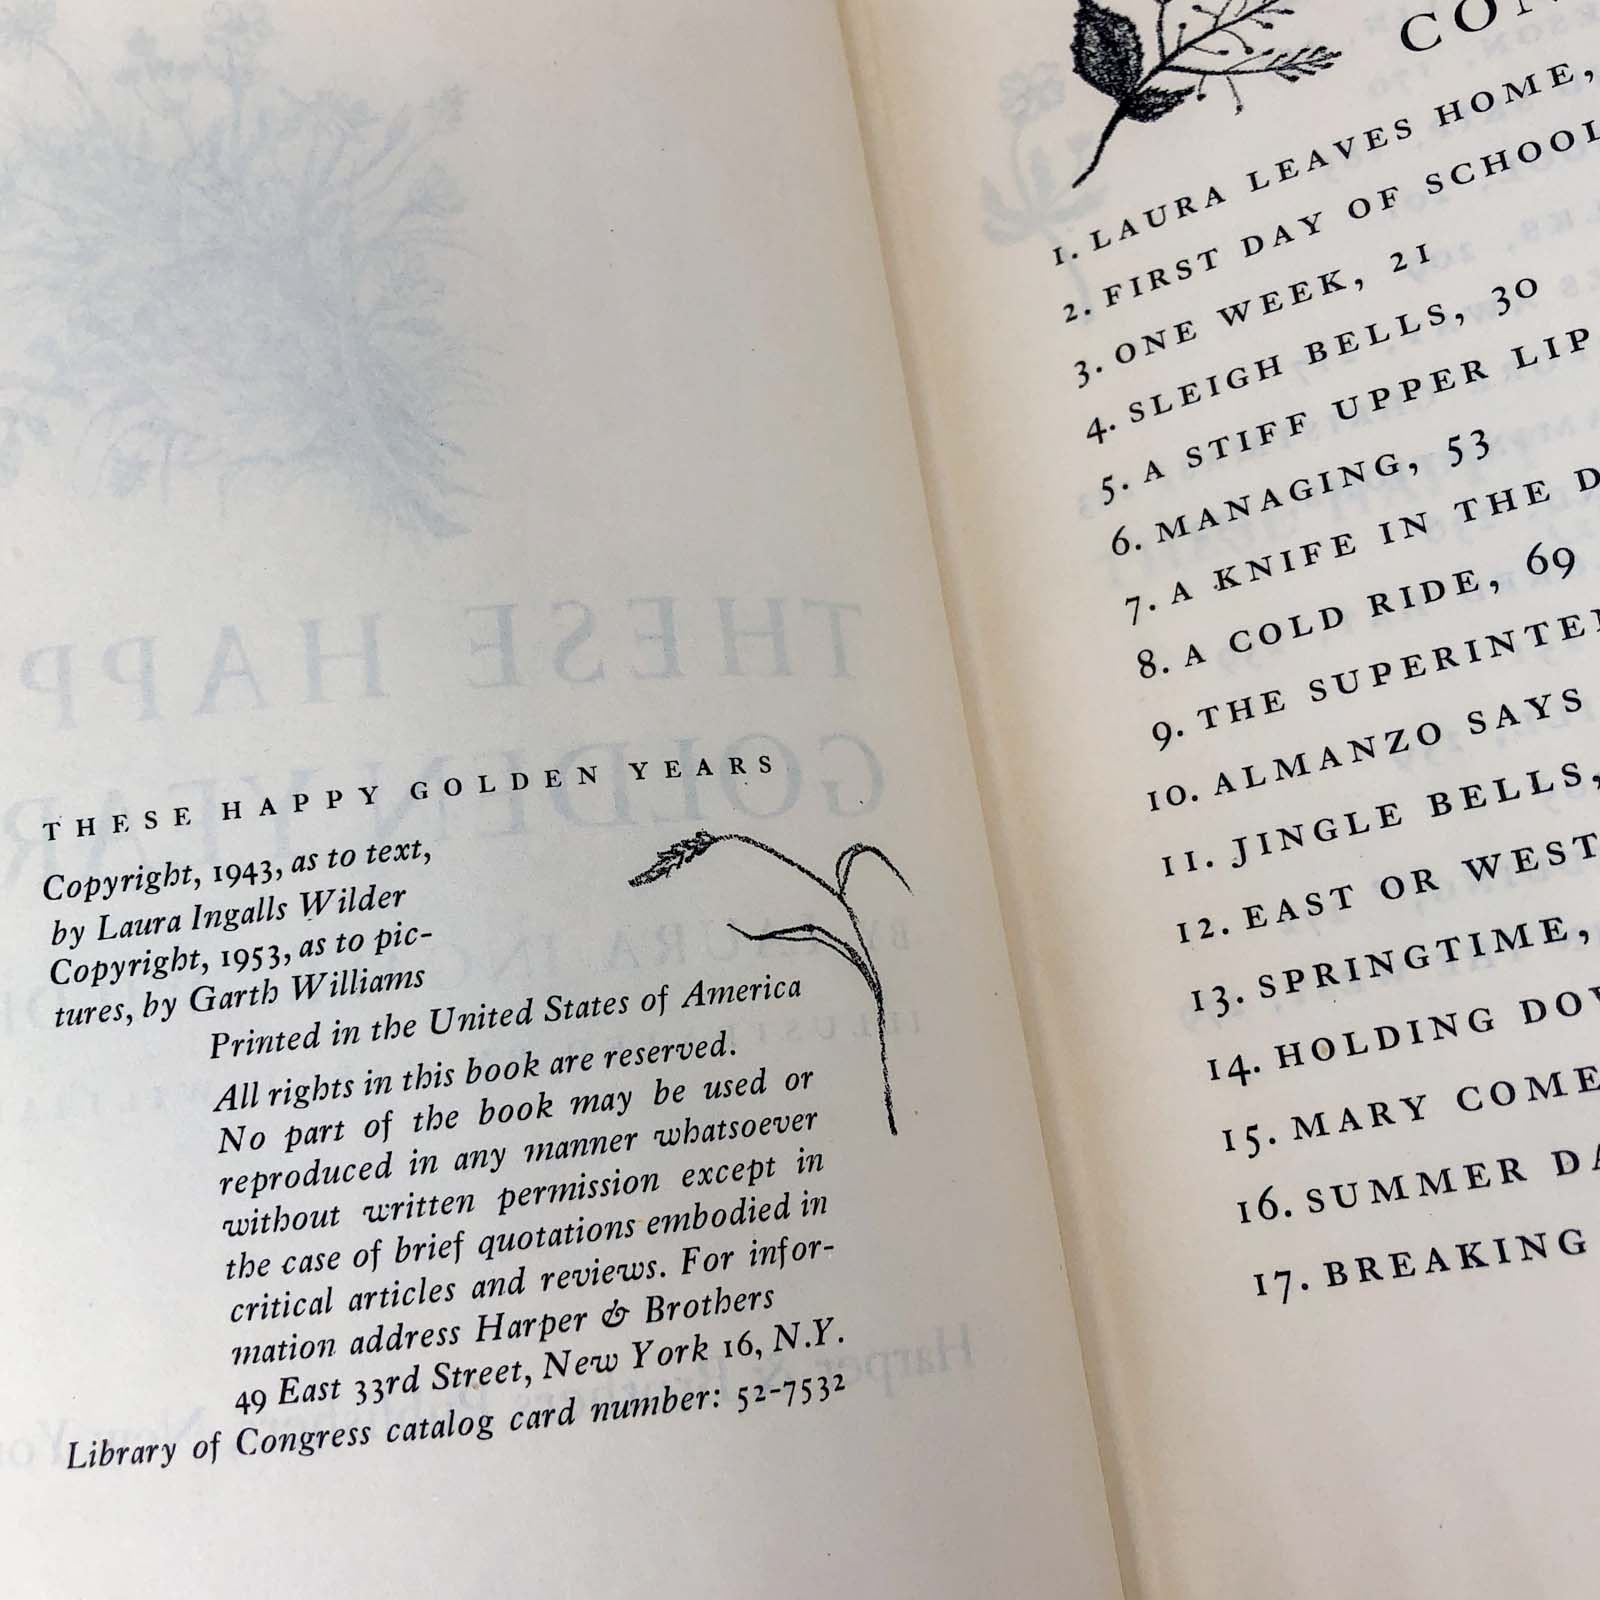 THESE HAPPY GOLDEN YEARS
Copyright, 1943, as to text,
by Laura Ingalls Wilder
Copyright, 1953, as to pic-
tures, by Garth Williams
Printed in the United States of America
All rights in this book are reserved.
No part of the book may be used or
reproduced in any manner whatsoever
without written permission except in
the case of brief quotations embodied in
critical articles and reviews. For infor-
mation address Harper & Brothers
49 East 33rd Street, New York 16, N.Y.
Library of Congress catalog card number: 52-7532
CON
1. LAURA LEAVES HOME,
2. FIRST DAY OF SCHOOL
3. ONE WEEK, 21
4. SLEIGH BELLS, 30
5. A STIFF UPPER LIP
6. MANAGING, 53
7. A KNIFE IN THE D
8. A COLD RIDE, 69
9. THE SUPERINTE
10. ALMANZO SAYS
11. JINGLE BELLS,
12. EAST OR WEST
13. SPRINGTIME,
14. HOLDING DOW
15. MARY COME
16. SUMMER DA
17. BREAKING